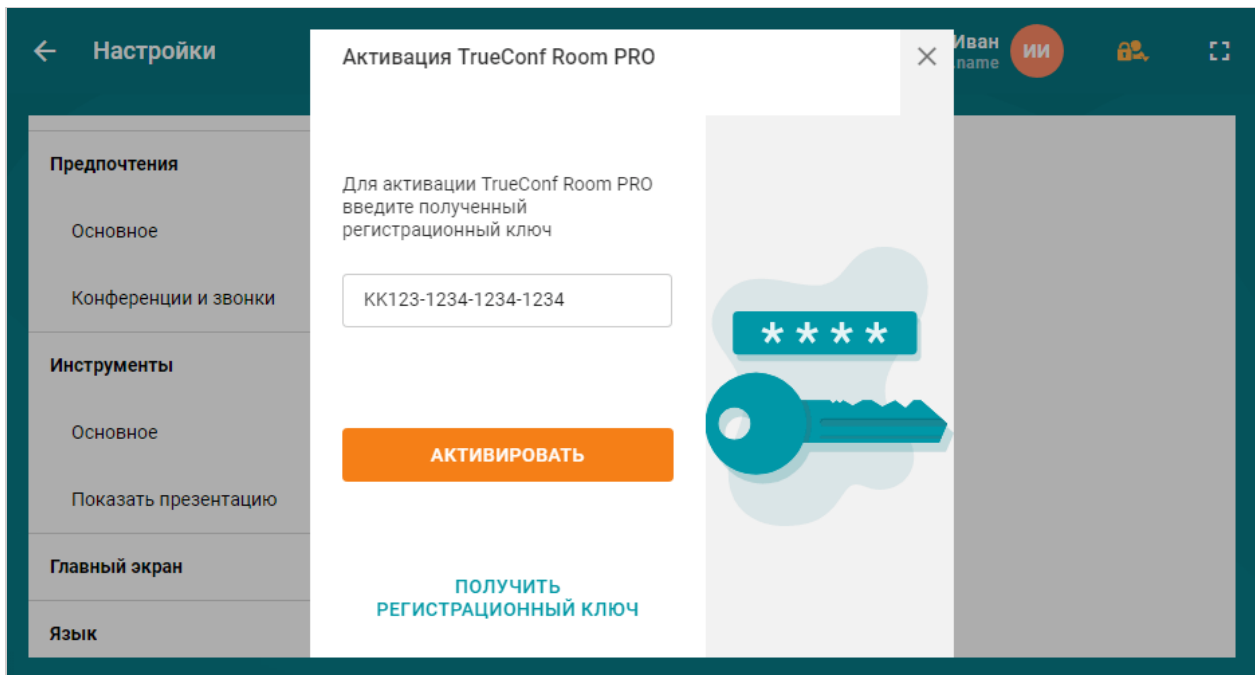 Настройки
Иван
.name
ИИ
Предпочтения
Основное
Конференции и звонки
Инструменты
Основное
Показать презентацию
Главный экран
Язык
Активация TrueConf Room PRO
Для активации TrueConf Room PRO
введите полученный
регистрационный ключ
KK123-1234-1234-1234
АКТИВИРОВАТЬ
ПОЛУЧИТЬ
РЕГИСТРАЦИОННЫЙ КЛЮЧ
* * * *